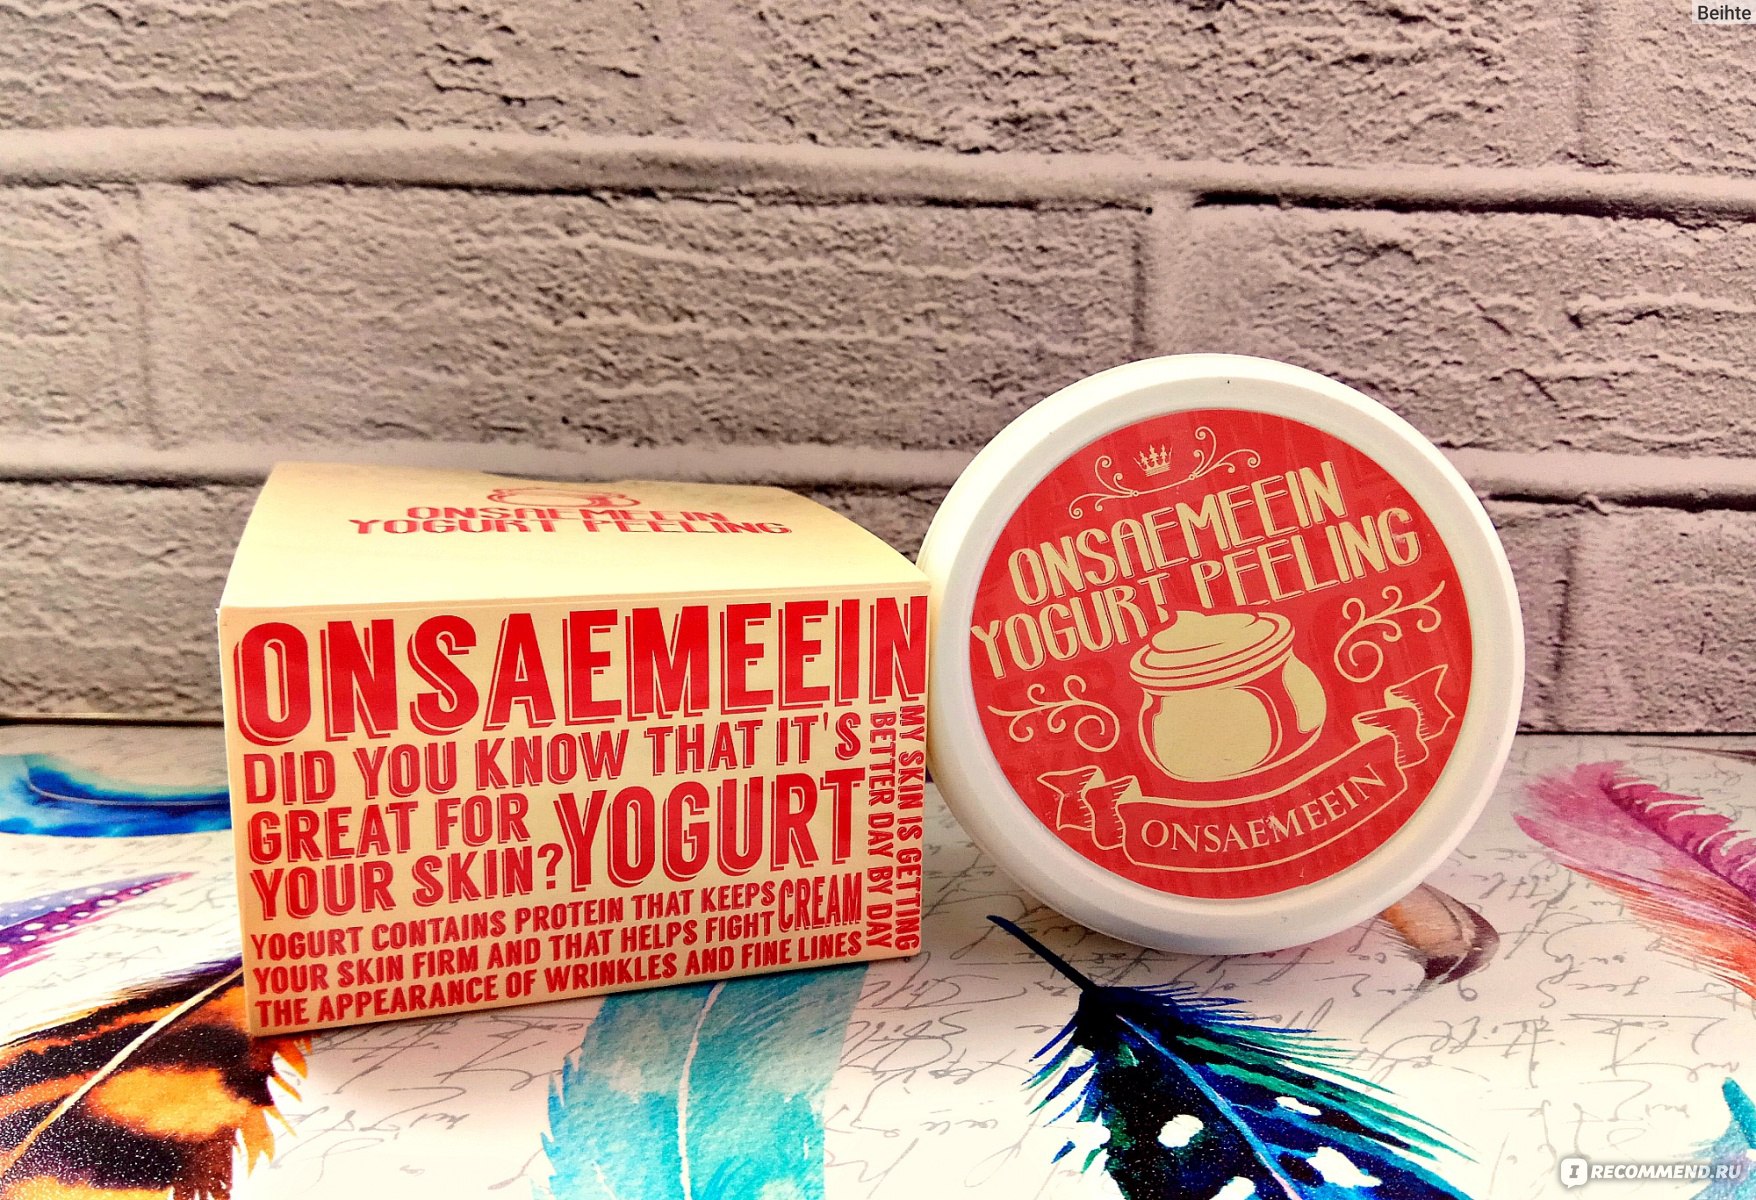 Beihte
ONSAEMEEIN
YOGURT PEELING
ONSAEMEEIN
DID YOU KNOW THAT IT'S
GREAT FOR
YOUR SKIN?
YOGURT
CREAM
YOGURT CONTAINS PROTEIN THAT KEEPS
YOUR SKIN FIRM AND THAT HELPS FIGHT
THE APPEARANCE OF WRINKLES AND FINE LINES
MY SKIN IS GETTING
BETTER DAY BY DAY
ONSAEMEEIN
YOGURT PEELING
ONSAEMEEIN
IRECOMMEND.RU